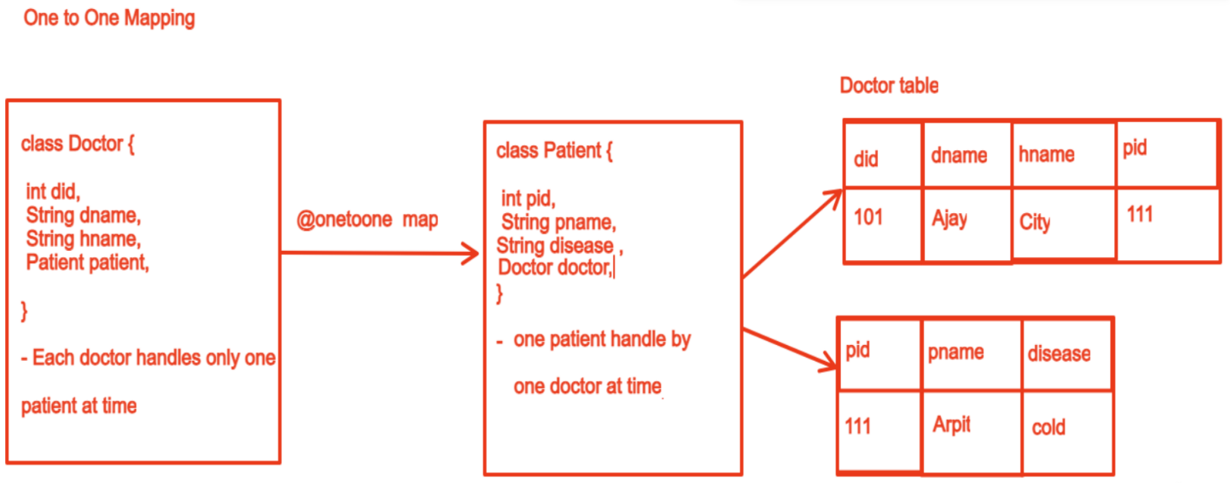 One to One Mapping
class Doctor {
int did,
String dname,
String hname,
Patient patient,
}
- Each doctor handles only one
patient at time
@onetoone map
class Patient {
int pid,
String pname,
String disease ,
Doctor doctor,
}
- one patient handle by
one doctor at time
Doctor table
did dname hname pid
101 Ajay City 111
pid pname disease
111 Arpit cold